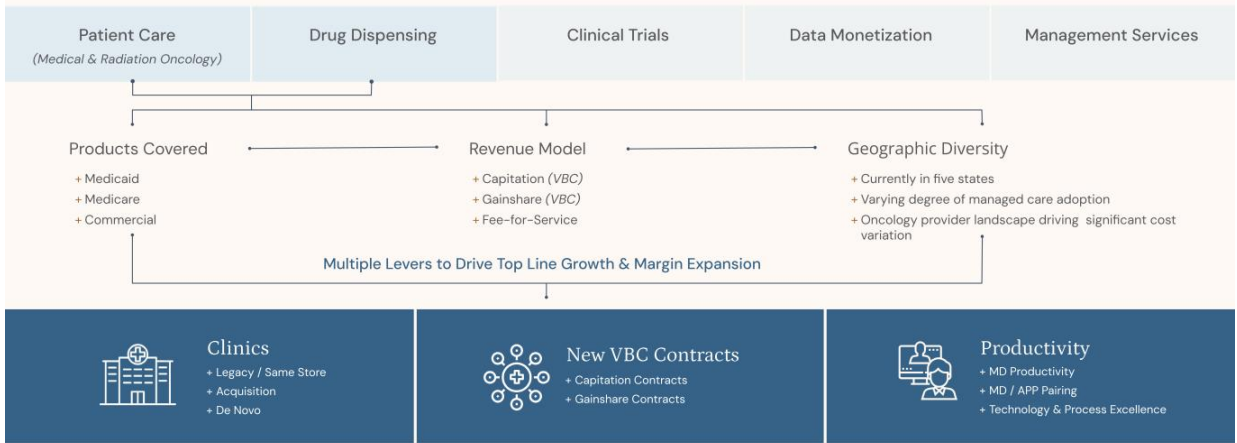 Patient Care
(Medical & Radiation Oncology)
Drug Dispensing
Clinical Trials
Data Monetization
Management Services
Products Covered
+ Medicaid
+ Medicare
+ Commercial
Revenue Model
+ Capitation (VBC)
+ Gainshare (VBC)
+ Fee-for-Service
Geographic Diversity
+ Currently in five states
+ Varying degree of managed care adoption
+ Oncology provider landscape driving significant cost
variation
Multiple Levers to Drive Top Line Growth & Margin Expansion
Clinics
+ Legacy / Same Store
+ Acquisition
+ De Novo
New VBC Contracts
+ Capitation Contracts
+ Gainshare Contracts
Productivity
+ MD Productivity
+ MD / APP Pairing
+ Technology & Process Excellence